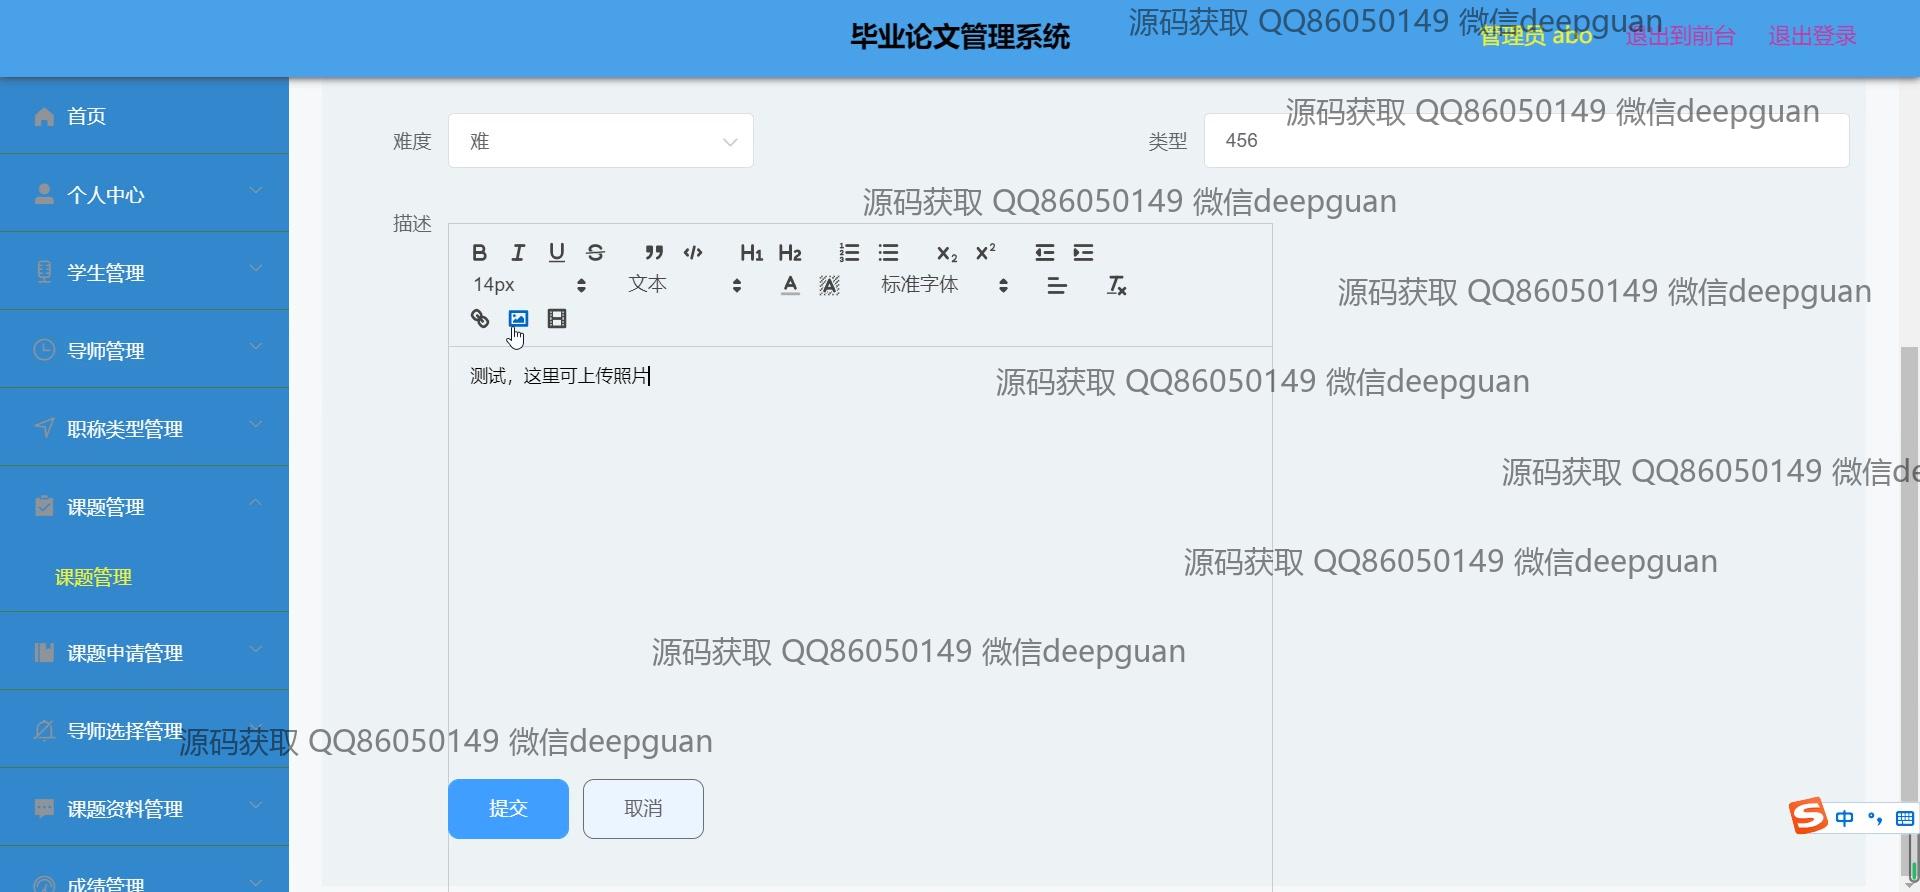 毕业论文管理系统
源码获取 QQ86050149 微信deepguan
管理员 abo
退出到前台
退出登录
首页
个人中心
学生管理
导师管理
职称类型管理
课题管理
课题管理
课题申请管理
导师选择管理
课题资料管理
成绩管理
源码获取 QQ86050149 微信deepguan
难度
难
类型
456
源码获取 QQ86050149 微信deepguan
描述
B I U S H1 H2 X2 X2
14px
文本
A
A
标准字体
源码获取 QQ86050149 微信deepguan
测试，这里可上传照片
源码获取 QQ86050149 微信deepguan
源码获取 QQ86050149 微信de
源码获取 QQ86050149 微信deepguan
源码获取 QQ86050149 微信deepguan
源码获取 QQ86050149 微信deepguan
提交
取消
S 中